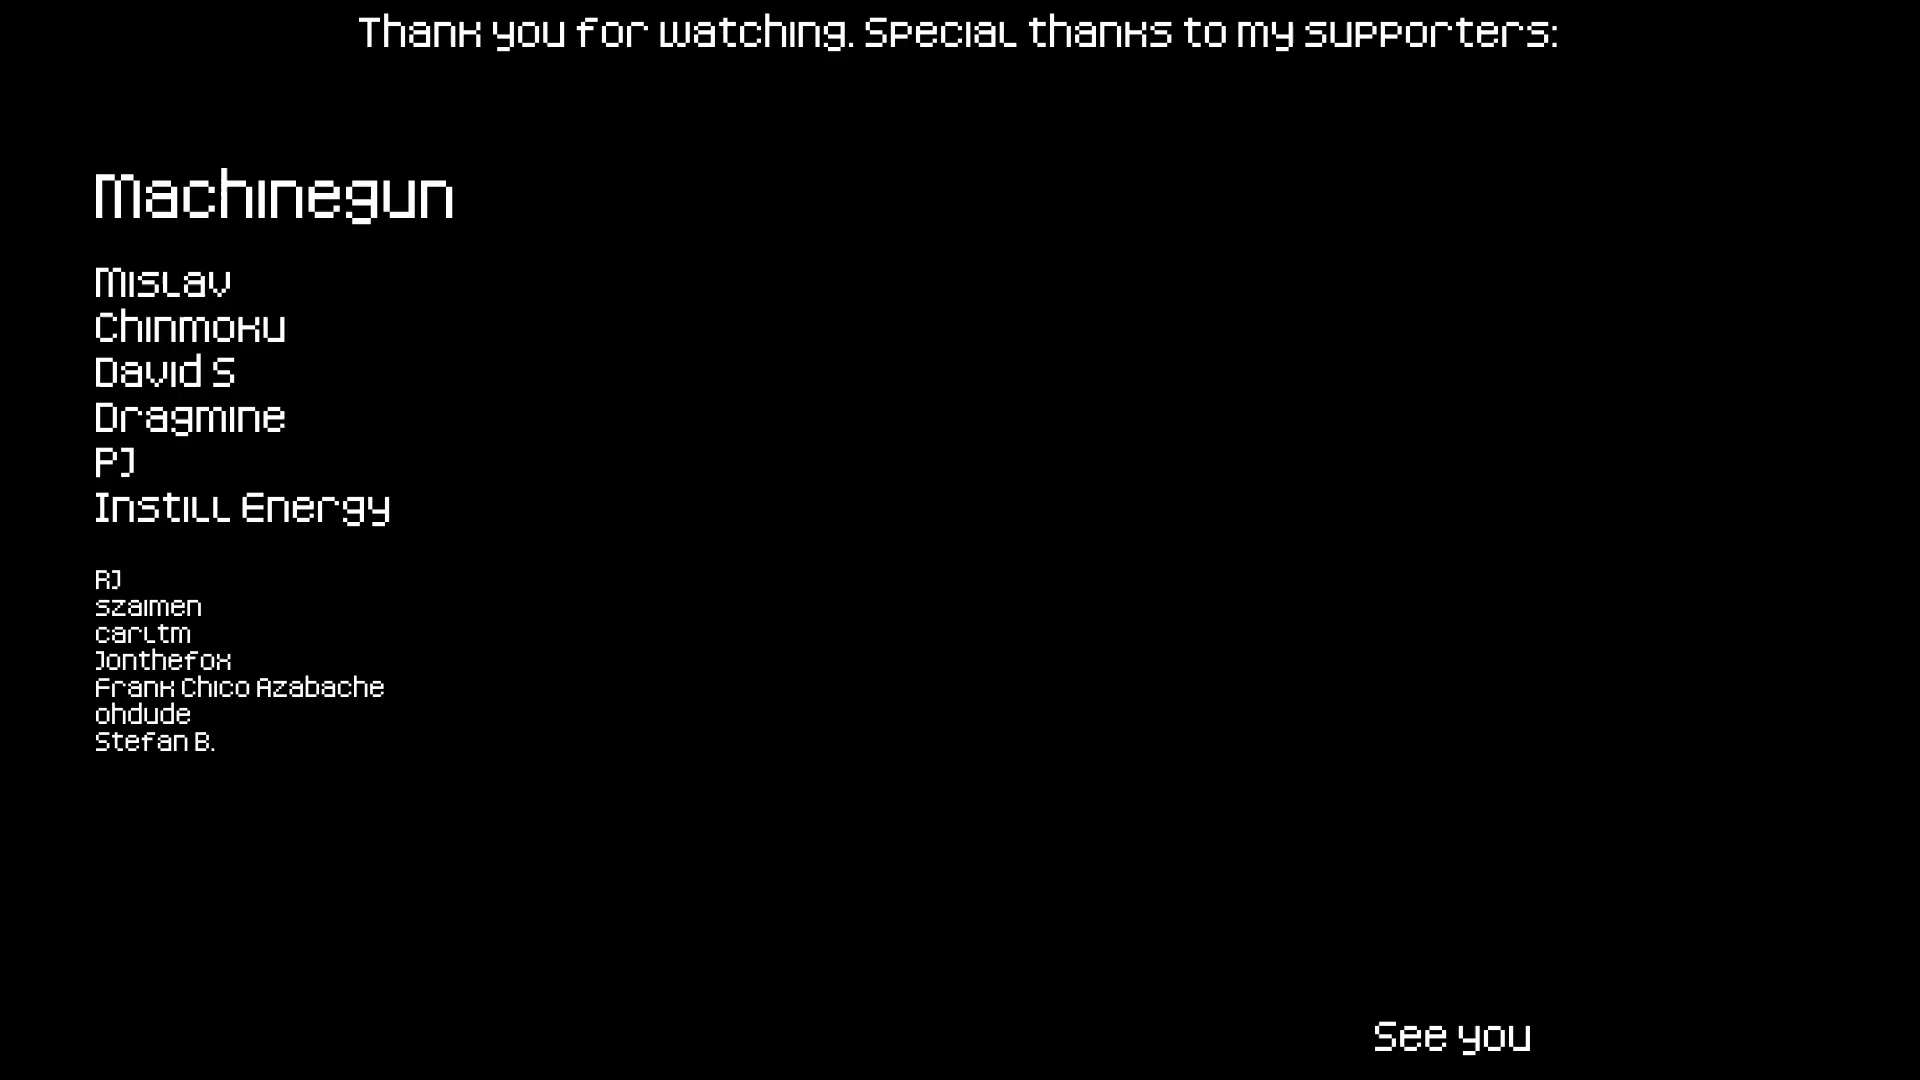 Thank you for watching. Special thanks to my supporters:
Machinegun
Mislav
Chinmoku
David S
Dragmine
PJ
Instill Energy
RJ
szaimen
carltm
Jonthefox
Frank Chico Azabache
ohdude
Stefan B.
See you